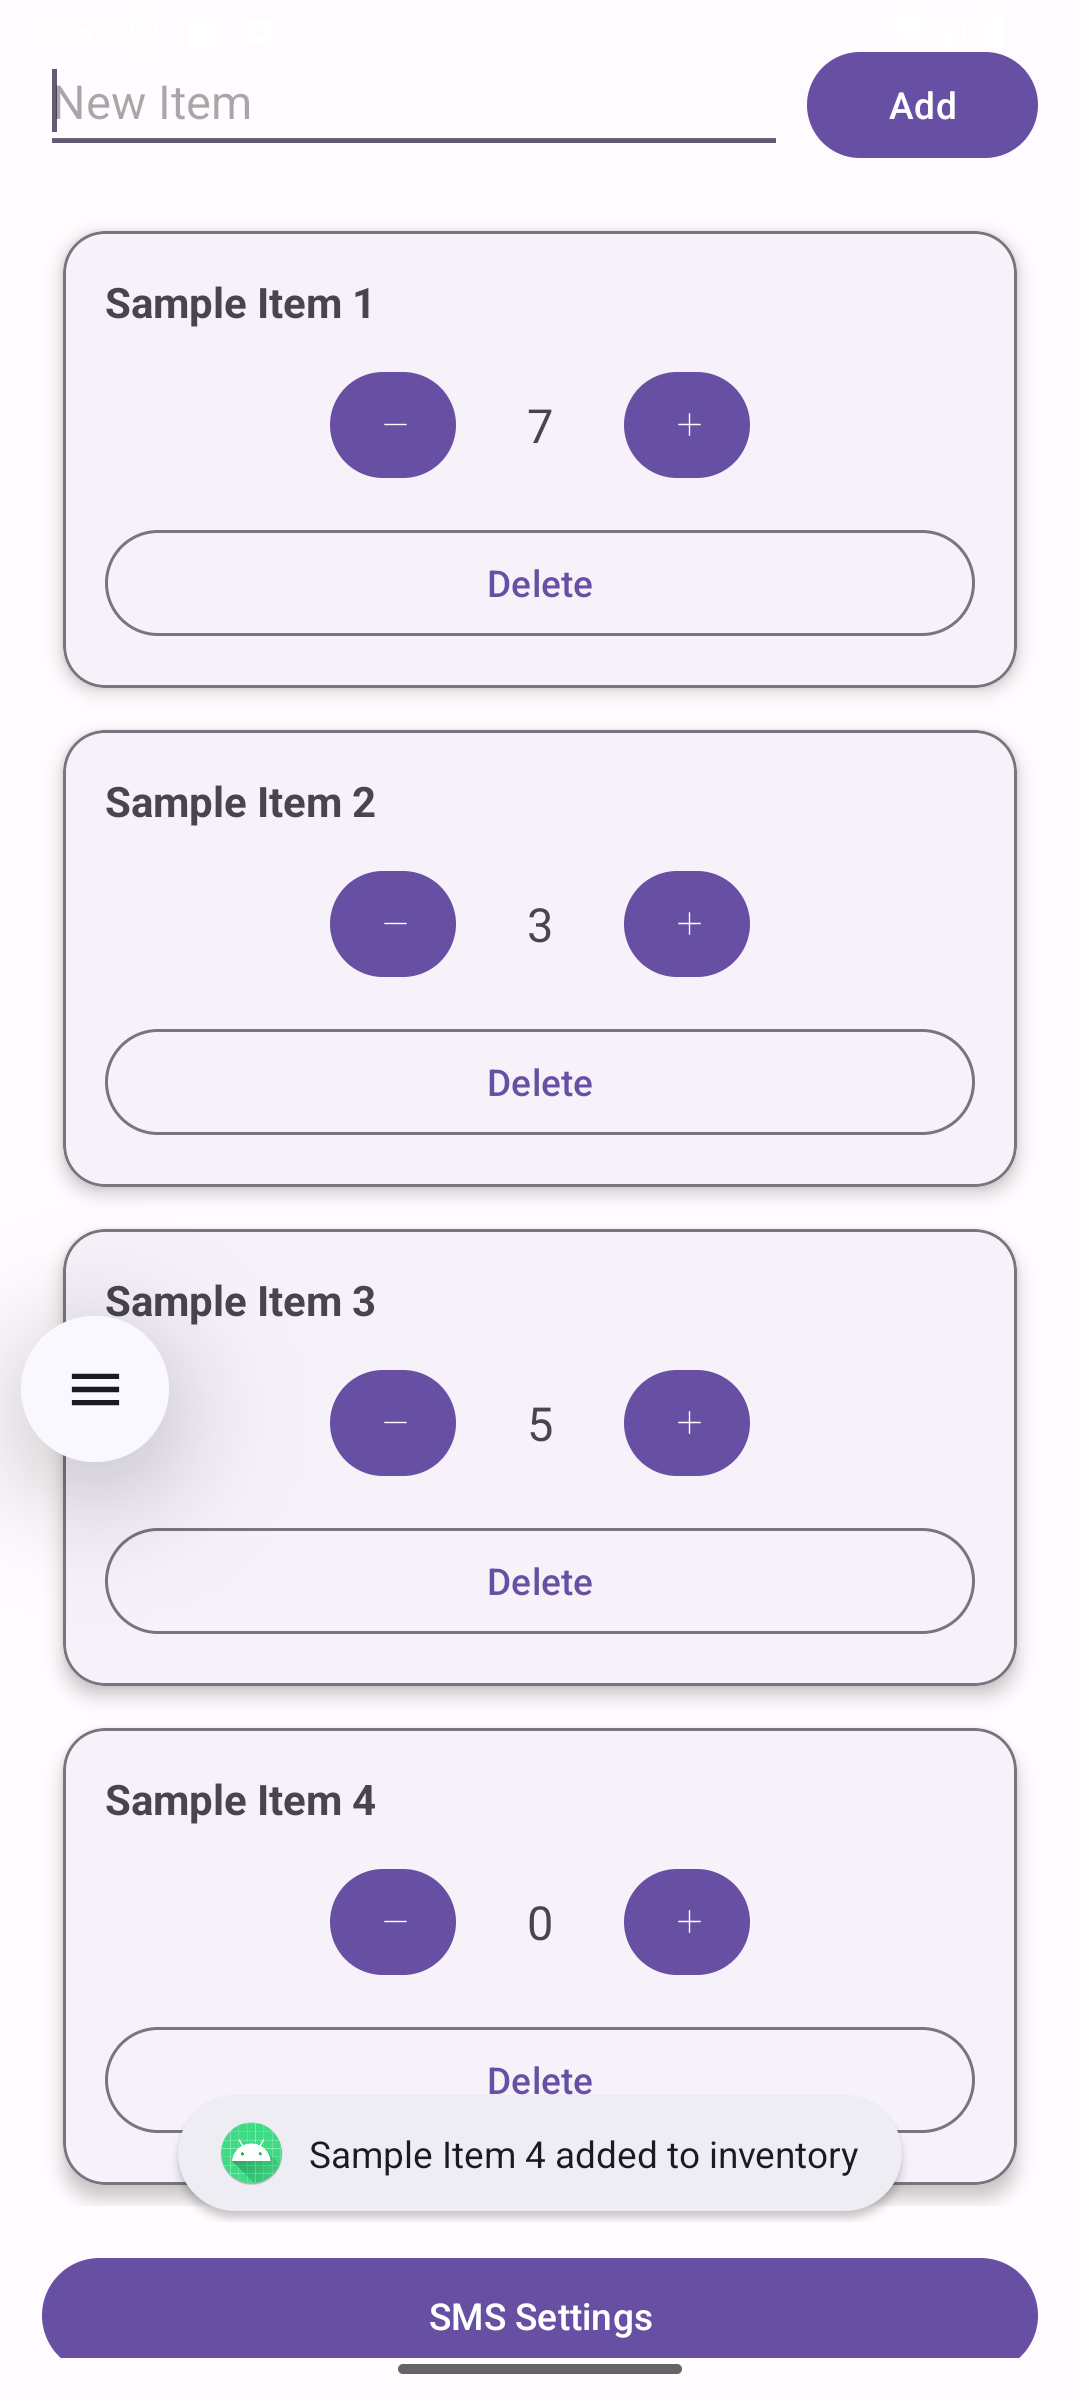 New Item
Add
Sample Item 1
− 7 +
Delete
Sample Item 2
− 3 +
Delete
Sample Item 3
− 5 +
Delete
Sample Item 4
− 0 +
Delete
Sample Item 4 added to inventory
SMS Settings